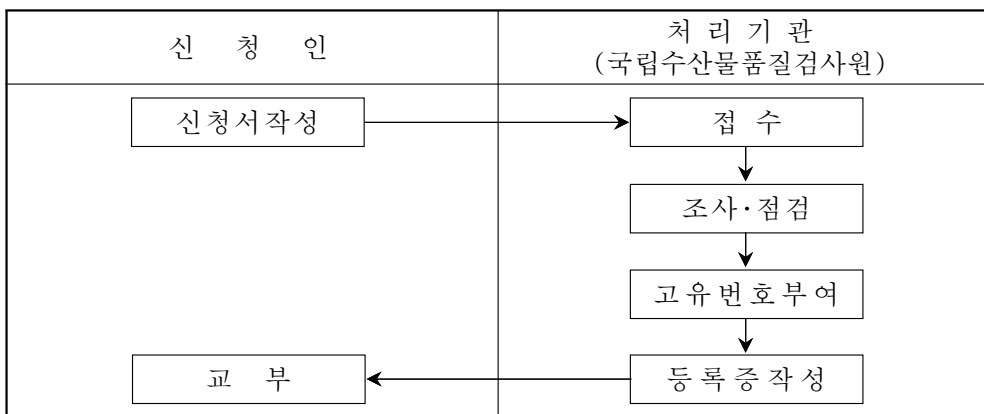 신 청 인
처 리 기 관
(국립수산물품질검사원)
신청서작성
접 수
조사·점검
고유번호부여
교 부
등록증작성